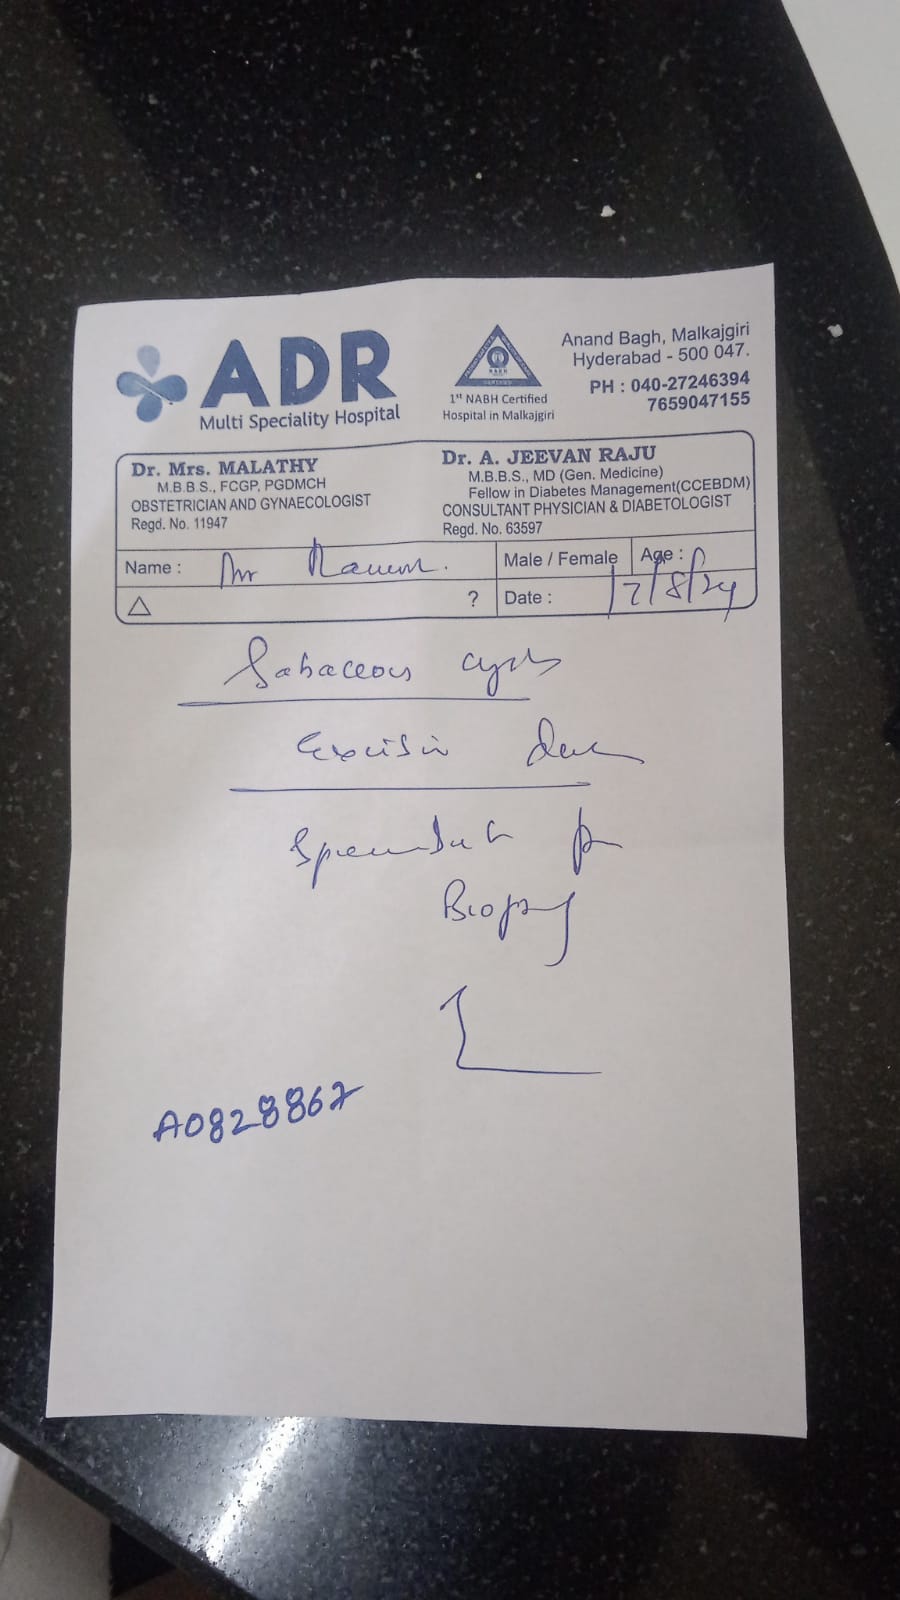 ADR
Multi Speciality Hospital
1st NABH Certified
Hospital in Malkajgiri
Anand Bagh, Malkajgiri
Hyderabad - 500 047.
PH : 040-27246394
7659047155
Dr. Mrs. MALATHY
M.B.B.S., FCGP, PGDMCH
OBSTETRICIAN AND GYNAECOLOGIST
Regd. No. 11947
Dr. A. JEEVAN RAJU
M.B.B.S., MD (Gen. Medicine)
Fellow in Diabetes Management(CCEBDM)
CONSULTANT PHYSICIAN & DIABETOLOGIST
Regd. No. 63597
Name : Mr
Male / Female Age :
△ ?
Date : 17/8/24
Sabaceous cyst
Excision done
for
Biopsy
A0828867